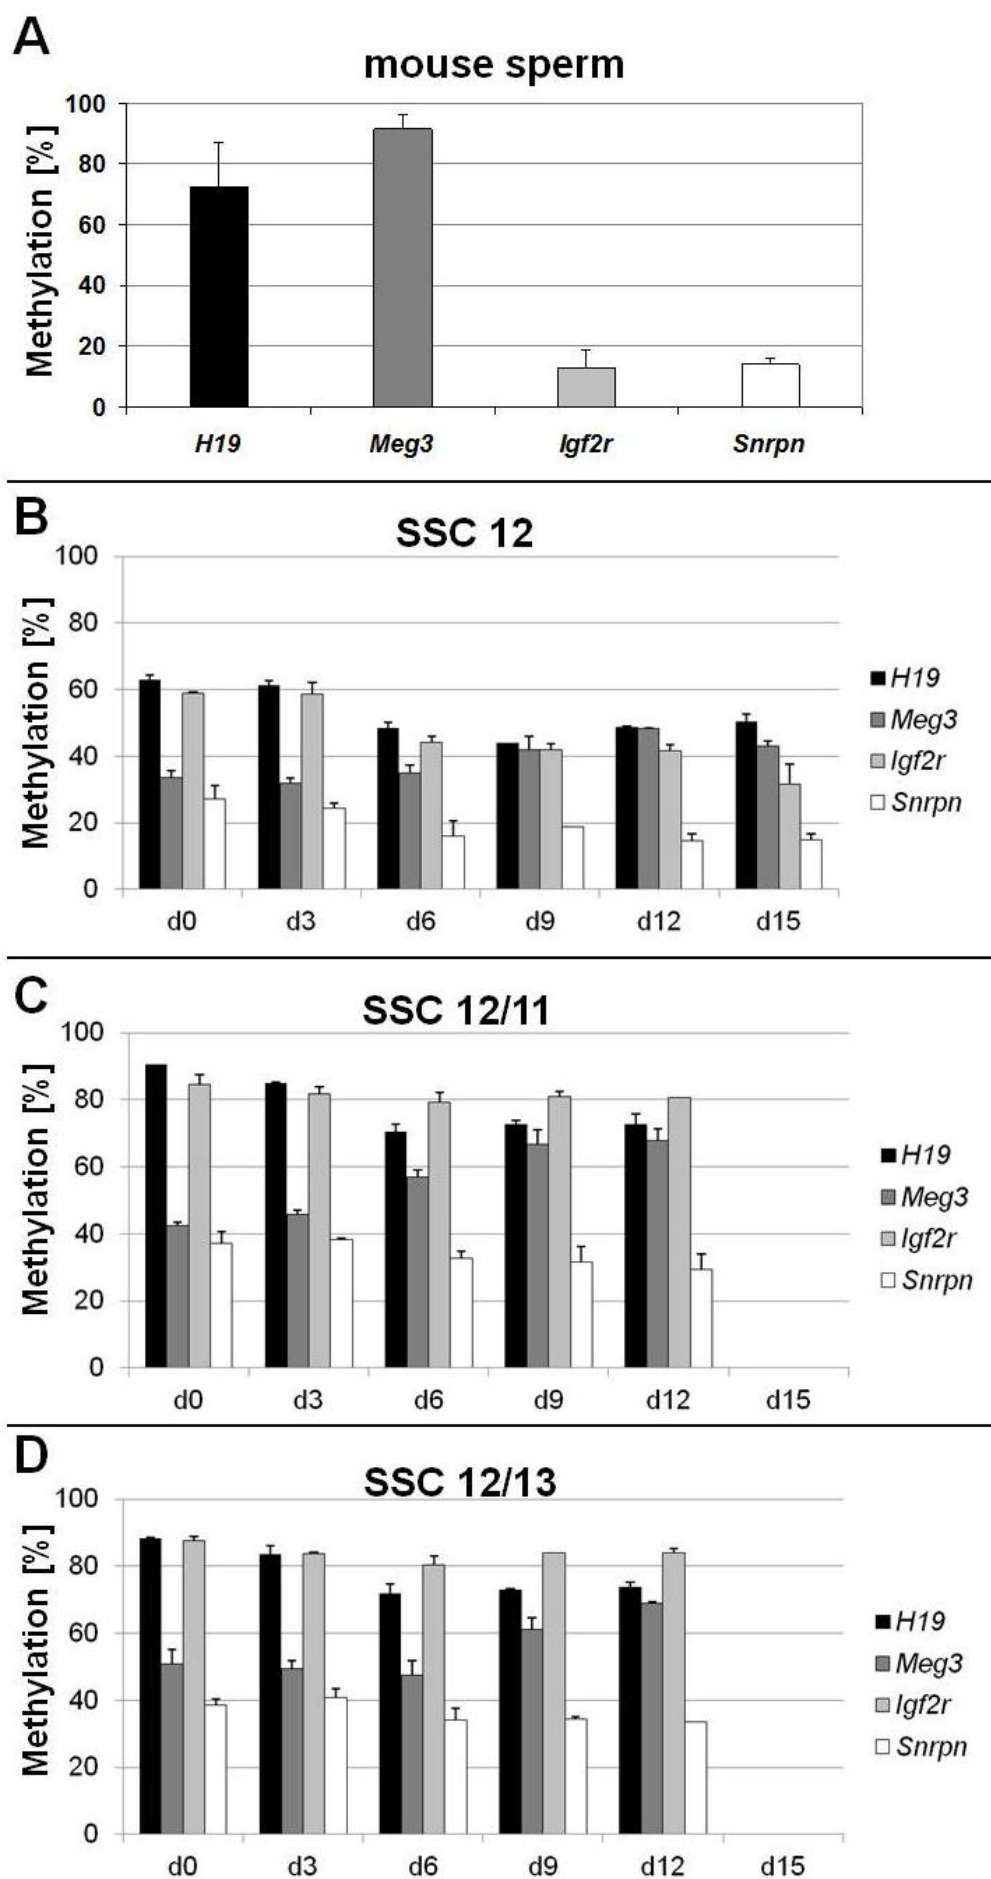 A
mouse sperm
Methylation [%]
100
80
60
40
20
0
H19 Meg3 Igf2r Snrpn
B
SSC 12
Methylation [%]
100
80
60
40
20
0
d0 d3 d6 d9 d12 d15
H19
Meg3
Igf2r
Snrpn
C
SSC 12/11
Methylation [%]
100
80
60
40
20
0
d0 d3 d6 d9 d12 d15
H19
Meg3
Igf2r
Snrpn
D
SSC 12/13
Methylation [%]
100
80
60
40
20
0
d0 d3 d6 d9 d12 d15
H19
Meg3
Igf2r
Snrpn